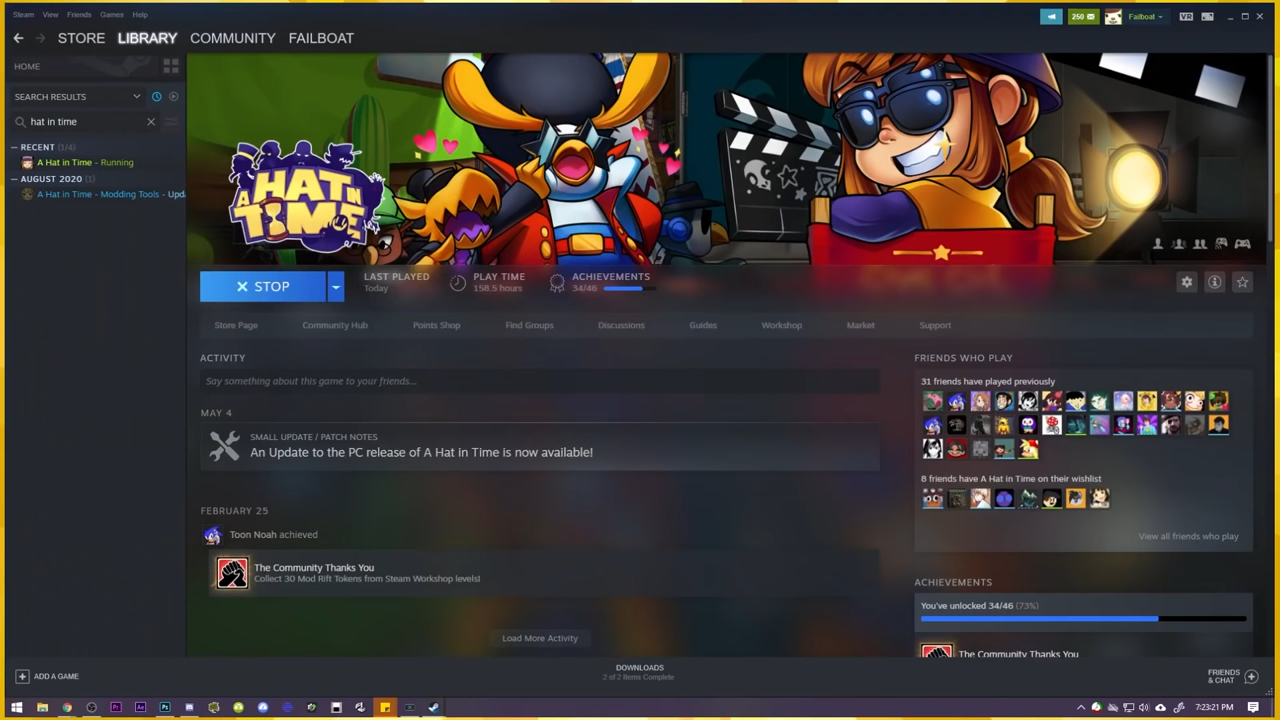 Steam View Friends Games Help
250 Failboat VR
STORE LIBRARY COMMUNITY FAILBOAT
HOME
SEARCH RESULTS
hat in time
— RECENT (1/4)
A Hat in Time - Running
— AUGUST 2020 (1)
A Hat in Time - Modding Tools - Upd
A HAT IN TIME
STOP
LAST PLAYED
Today
PLAY TIME
158.5 hours
ACHIEVEMENTS
34/46
Store Page Community Hub Points Shop Find Groups Discussions Guides Workshop Market Support
ACTIVITY
Say something about this game to your friends...
MAY 4
SMALL UPDATE / PATCH NOTES
An Update to the PC release of A Hat in Time is now available!
FEBRUARY 25
Toon Noah achieved
The Community Thanks You
Collect 30 Mod Rift Tokens from Steam Workshop levels!
Load More Activity
FRIENDS WHO PLAY
31 friends have played previously
8 friends have A Hat in Time on their wishlist
View all friends who play
ACHIEVEMENTS
You've unlocked 34/46 (73%)
The Community Thanks You
ADD A GAME
DOWNLOADS
2 of 2 Items Complete
FRIENDS
& CHAT
Pr Ae Ps
7:23:21 PM